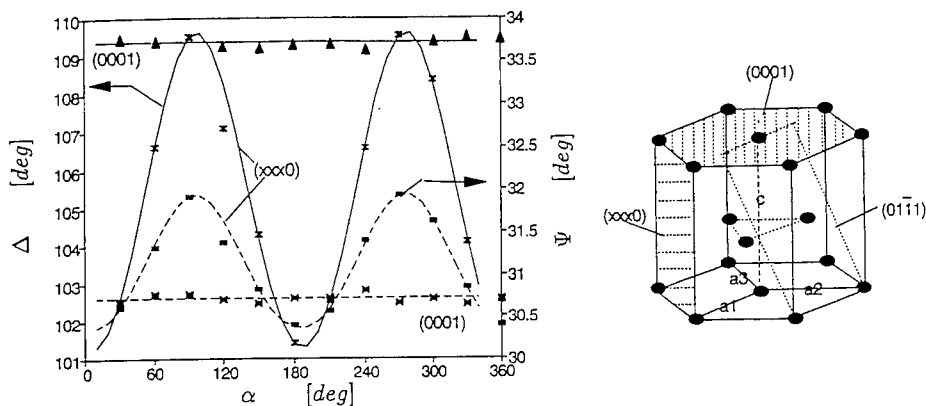 110
109
108
107
106
105
104
103
102
101
Δ [deg]
(0001)
(xxx0)
(0001)
34
33.5
33
32.5
32
31.5
31
30.5
30
Ψ [deg]
0 60 120 180 240 300 360
α [deg]
(0001)
(xxx0)
c
(011̄1)
a3
a1
a2